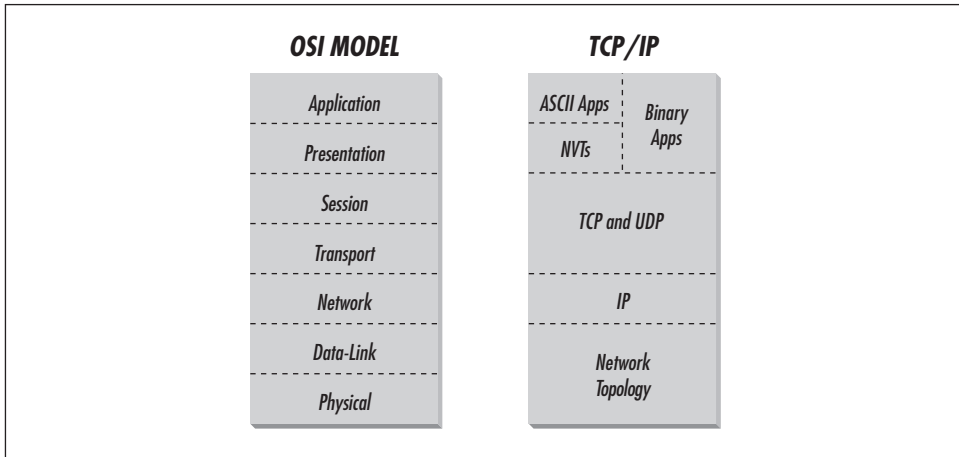 OSI MODEL
Application
Presentation
Session
Transport
Network
Data-Link
Physical
TCP/IP
ASCII Apps
NVTs
Binary
Apps
TCP and UDP
IP
Network
Topology